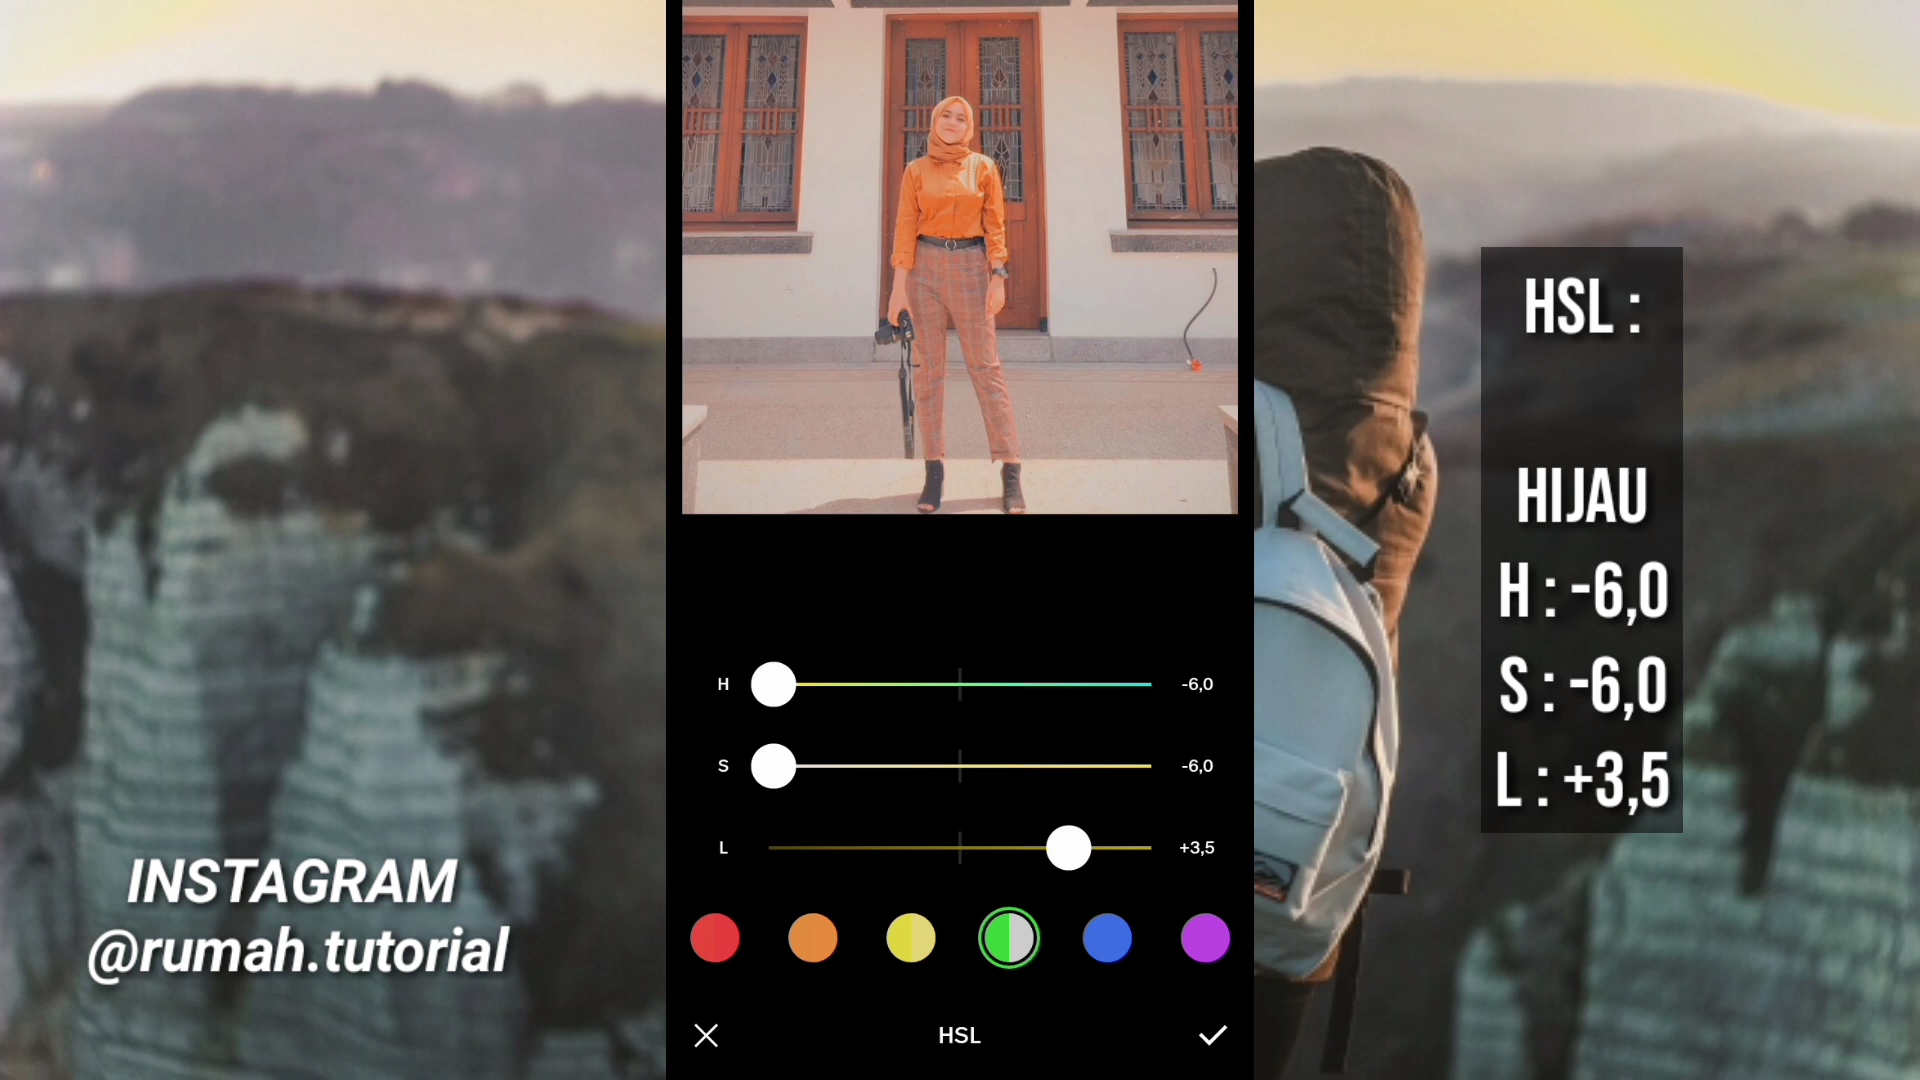 INSTAGRAM
@rumah.tutorial
H -6,0
S -6,0
L +3,5
HSL
HSL :
HIJAU
H : -6,0
S : -6,0
L : +3,5